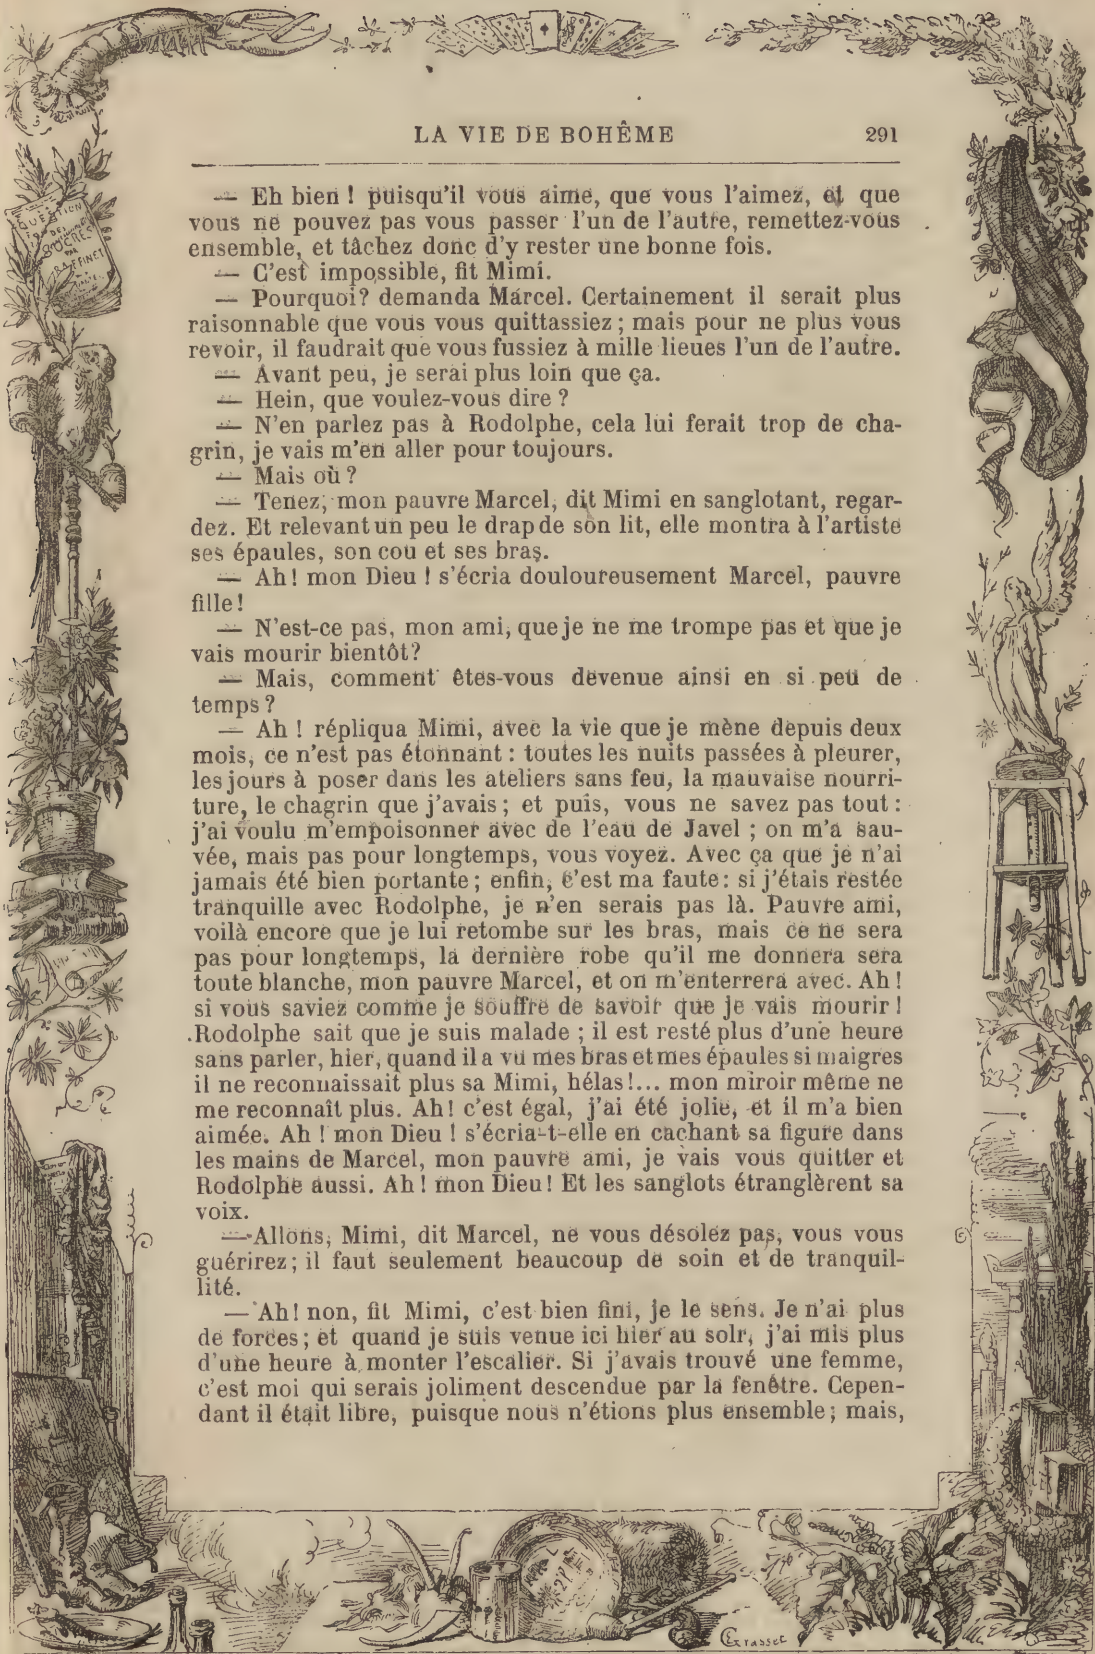 LA VIE DE BOHÊME 291
— Eh bien ! puisqu'il vous aime, que vous l'aimez, et que
vous ne pouvez pas vous passer l'un de l'autre, remettez-vous
ensemble, et tâchez donc d'y rester une bonne fois.
— C'est impossible, fit Mimi.
— Pourquoi? demanda Marcel. Certainement il serait plus
raisonnable que vous vous quittassiez ; mais pour ne plus vous
revoir, il faudrait que vous fussiez à mille lieues l'un de l'autre.
— Avant peu, je serai plus loin que ça.
— Hein, que voulez-vous dire ?
— N'en parlez pas à Rodolphe, cela lui ferait trop de cha-
grin, je vais m'en aller pour toujours.
— Mais où ?
— Tenez, mon pauvre Marcel, dit Mimi en sanglotant, regar-
dez. Et relevant un peu le drap de son lit, elle montra à l'artiste
ses épaules, son cou et ses bras.
— Ah! mon Dieu ! s'écria douloureusement Marcel, pauvre
fille!
— N'est-ce pas, mon ami, que je ne me trompe pas et que je
vais mourir bientôt?
— Mais, comment êtes-vous devenue ainsi en si peu de
temps ?
— Ah ! répliqua Mimi, avec la vie que je mène depuis deux
mois, ce n'est pas étonnant : toutes les nuits passées à pleurer,
les jours à poser dans les ateliers sans feu, la mauvaise nourri-
ture, le chagrin que j'avais ; et puis, vous ne savez pas tout :
j'ai voulu m'empoisonner avec de l'eau de Javel ; on m'a sau-
vée, mais pas pour longtemps, vous voyez. Avec ça que je n'ai
jamais été bien portante ; enfin, c'est ma faute : si j'étais restée
tranquille avec Rodolphe, je n'en serais pas là. Pauvre ami,
voilà encore que je lui retombe sur les bras, mais ce ne sera
pas pour longtemps, la dernière robe qu'il me donnera sera
toute blanche, mon pauvre Marcel, et on m'enterrera avec. Ah !
si vous saviez comme je souffre de savoir que je vais mourir !
Rodolphe sait que je suis malade ; il est resté plus d'une heure
sans parler, hier, quand il a vu mes bras et mes épaules si maigres
il ne reconnaissait plus sa Mimi, hélas!... mon miroir même ne
me reconnaît plus. Ah! c'est égal, j'ai été jolie, et il m'a bien
aimée. Ah ! mon Dieu ! s'écria-t-elle en cachant sa figure dans
les mains de Marcel, mon pauvre ami, je vais vous quitter et
Rodolphe aussi. Ah! mon Dieu! Et les sanglots étranglèrent sa
voix.
— Allons, Mimi, dit Marcel, ne vous désolez pas, vous vous
guérirez ; il faut seulement beaucoup de soin et de tranquil-
lité.
— Ah! non, fit Mimi, c'est bien fini, je le sens. Je n'ai plus
de forces ; et quand je suis venue ici hier au soir, j'ai mis plus
d'une heure à monter l'escalier. Si j'avais trouvé une femme,
c'est moi qui serais joliment descendue par la fenêtre. Cepen-
dant il était libre, puisque nous n'étions plus ensemble ; mais,
QUESTION
DES
OCRES
PAR
RAFFINET
Grasset